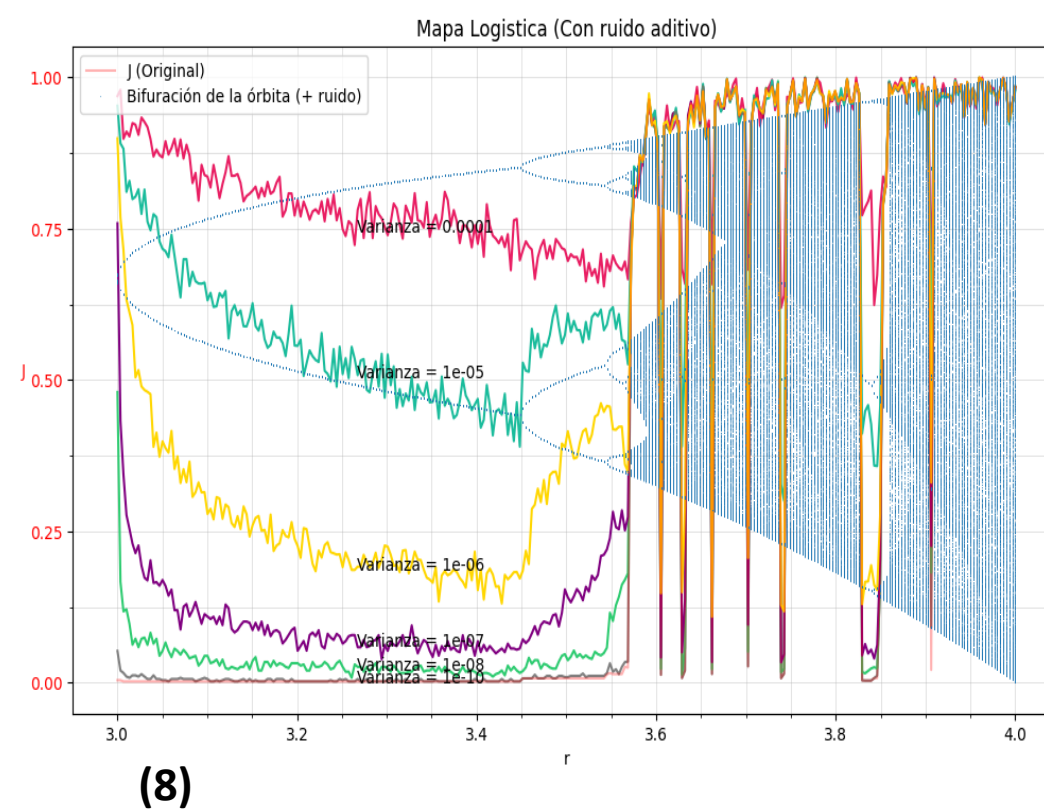 Mapa Logistica (Con ruido aditivo)
J (Original)
Bifuración de la órbita (+ ruido)
1.00
0.75
J
0.50
0.25
0.00
Varianza = 0.0001
Varianza = 1e-05
Varianza = 1e-06
Varianza = 1e-07
Varianza = 1e-08
Varianza = 1e-10
3.0 3.2 3.4 3.6 3.8 4.0
r
(8)